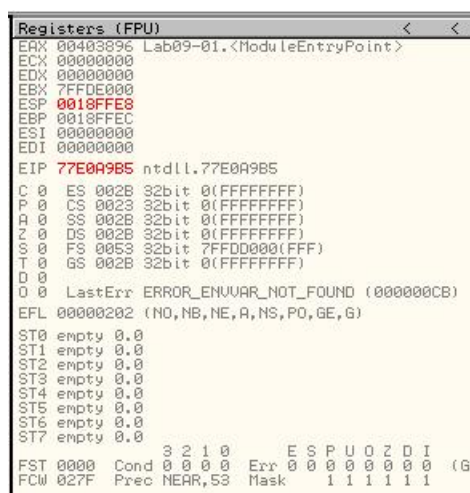 Registers (FPU) < <
EAX 00403896 Lab09-01.<ModuleEntryPoint>
ECX 00000000
EDX 00000000
EBX 7FFDE000
ESP 0018FFE8
EBP 0018FFEC
ESI 00000000
EDI 00000000
EIP 77E0A9B5 ntdll.77E0A9B5
C 0 ES 002B 32bit 0(FFFFFFFF)
P 0 CS 0023 32bit 0(FFFFFFFF)
A 0 SS 002B 32bit 0(FFFFFFFF)
Z 0 DS 002B 32bit 0(FFFFFFFF)
S 0 FS 0053 32bit 7FFDD000(FFF)
T 0 GS 002B 32bit 0(FFFFFFFF)
D 0
O 0 LastErr ERROR_ENVVAR_NOT_FOUND (000000CB)
EFL 00000202 (NO,NB,NE,A,NS,PO,GE,G)
ST0 empty 0.0
ST1 empty 0.0
ST2 empty 0.0
ST3 empty 0.0
ST4 empty 0.0
ST5 empty 0.0
ST6 empty 0.0
ST7 empty 0.0
3 2 1 0 E S P U O Z D I
FST 0000 Cond 0 0 0 0 Err 0 0 0 0 0 0 0 0 (G
FCW 027F Prec NEAR,53 Mask 1 1 1 1 1 1